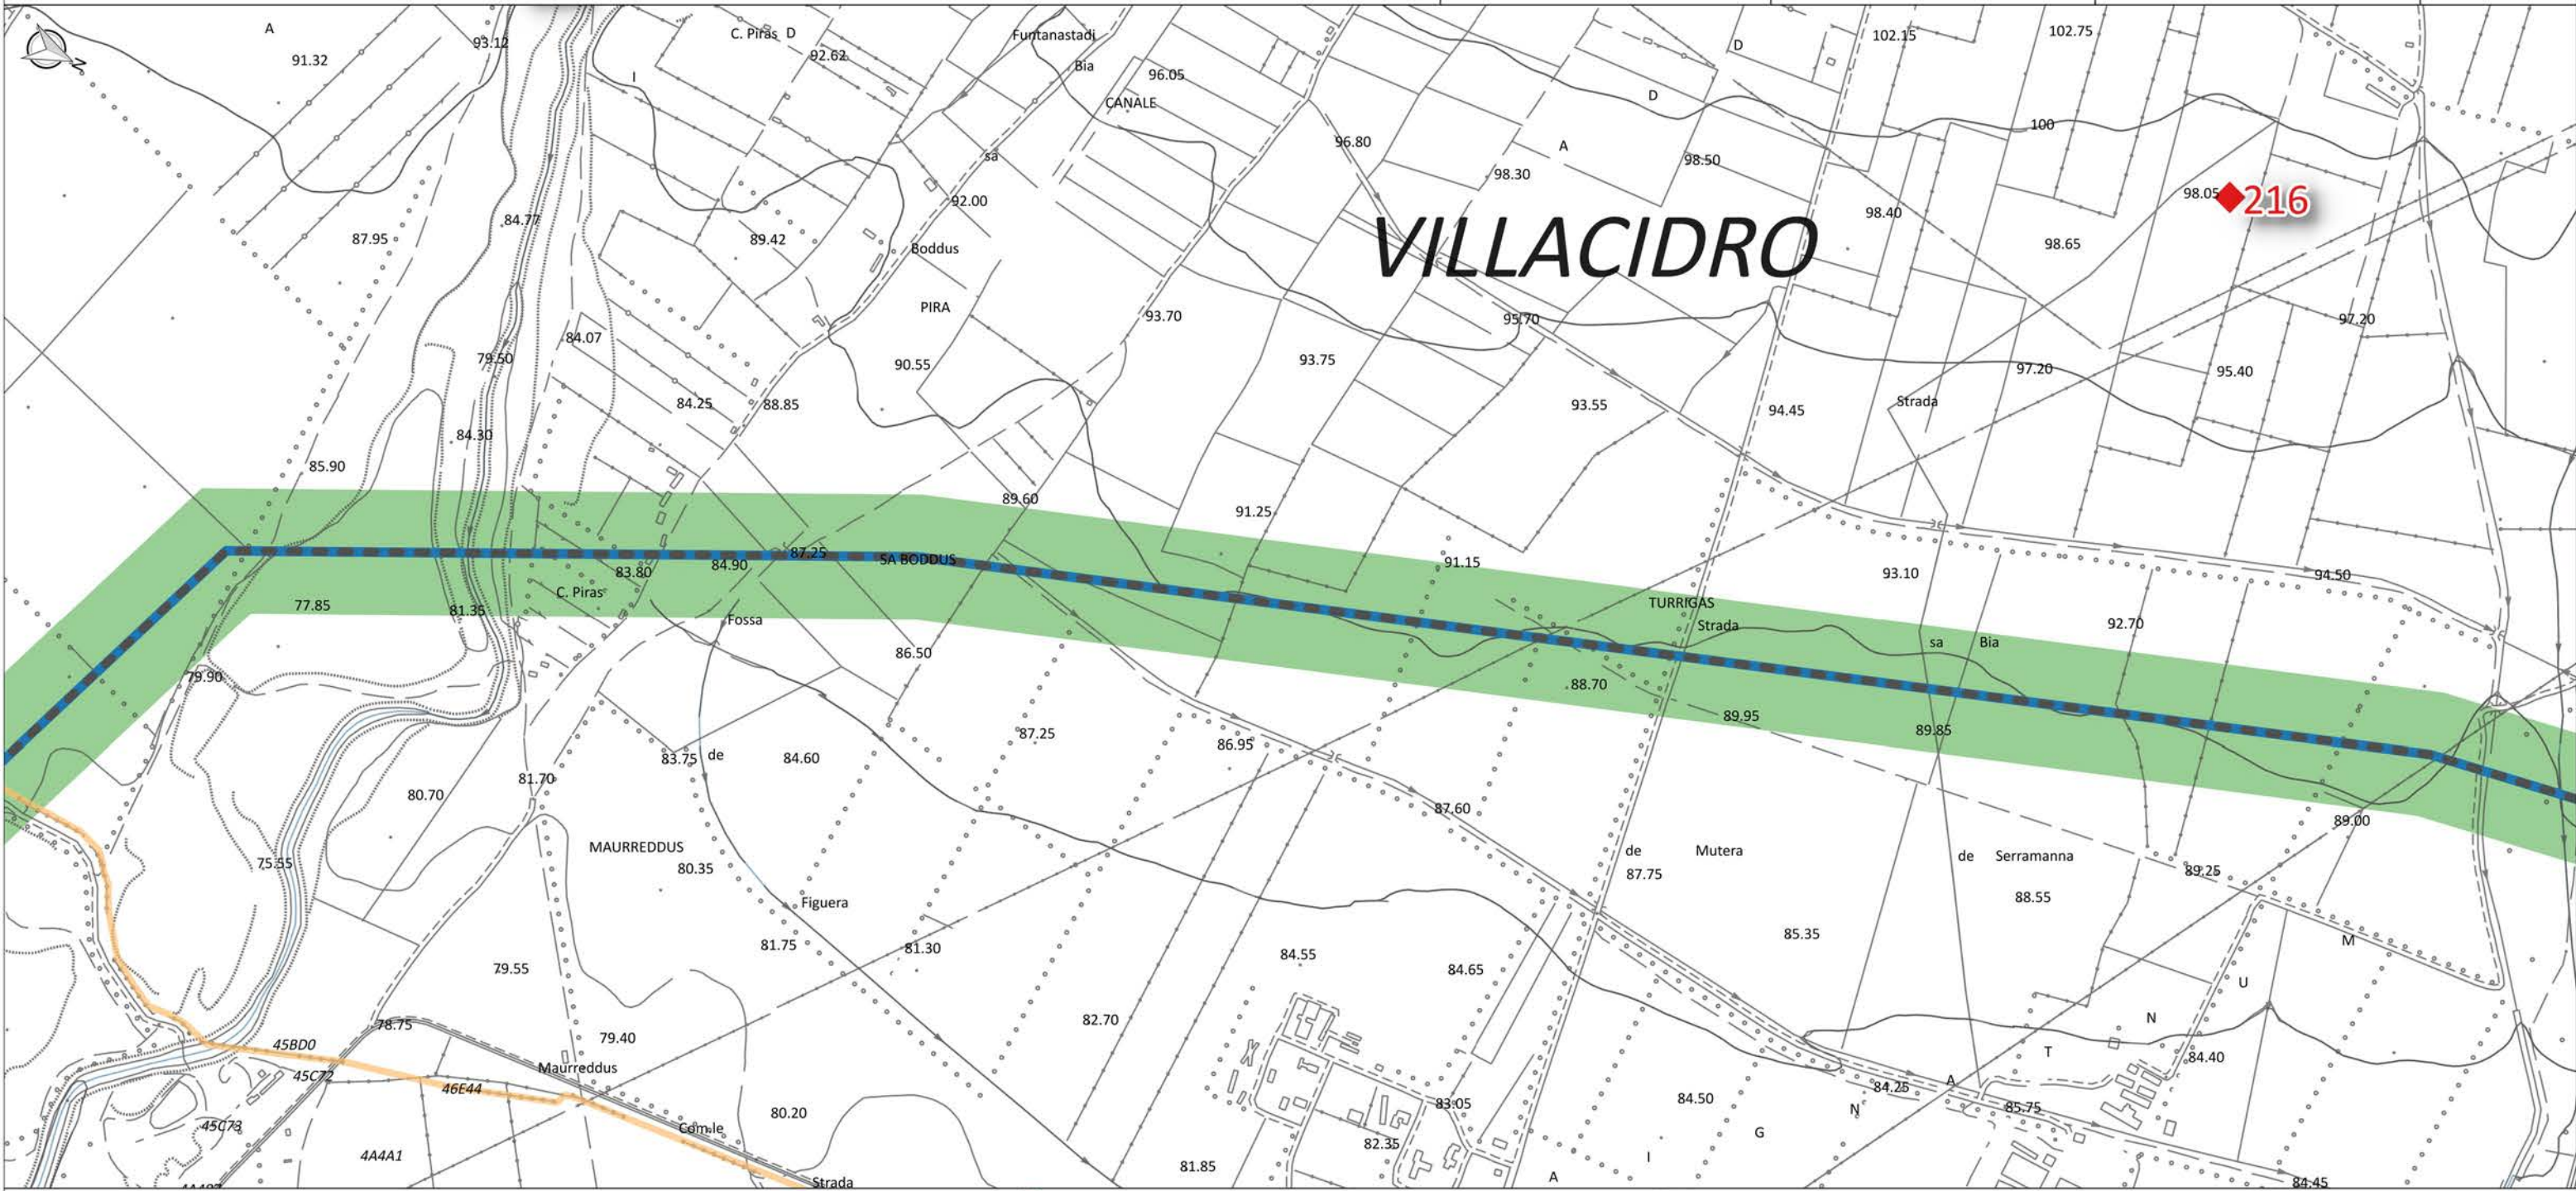 A
91.32
93.12
C. Piras D
92.62
Funtanastadi
Bia
96.05
CANALE
I
D
102.15
102.75
D
100
96.80
A
98.50
98.30
sa
92.00
98.05
216
98.40
84.77
87.95
89.42
Boddus
VILLACIDRO
98.65
PIRA
93.70
95.70
97.20
84.07
79.50
90.55
93.75
97.20
95.40
84.25
88.85
93.55
94.45
Strada
84.30
85.90
89.60
91.25
87.25
SA BODDUS
91.15
83.80
84.90
93.10
94.50
C. Piras
77.85
81.35
Fossa
TURRIGAS
Strada
92.70
86.50
sa Bia
79.90
88.70
89.95
89.85
87.25
86.95
83.75
de
84.60
81.70
80.70
87.60
89.00
MAURREDDUS
80.35
75.55
de Mutera
87.75
de Serramanna
88.55
89.25
Figuera
81.75
81.30
85.35
M
79.55
84.55
84.65
U
82.70
78.75
N
79.40
45BD0
T
84.40
45C72
Maurreddus
46E44
A
84.25
84.50
83.05
N
85.75
80.20
45C73
Com.le
G
82.35
4A4A1
I
81.85
A
Strada
84.45